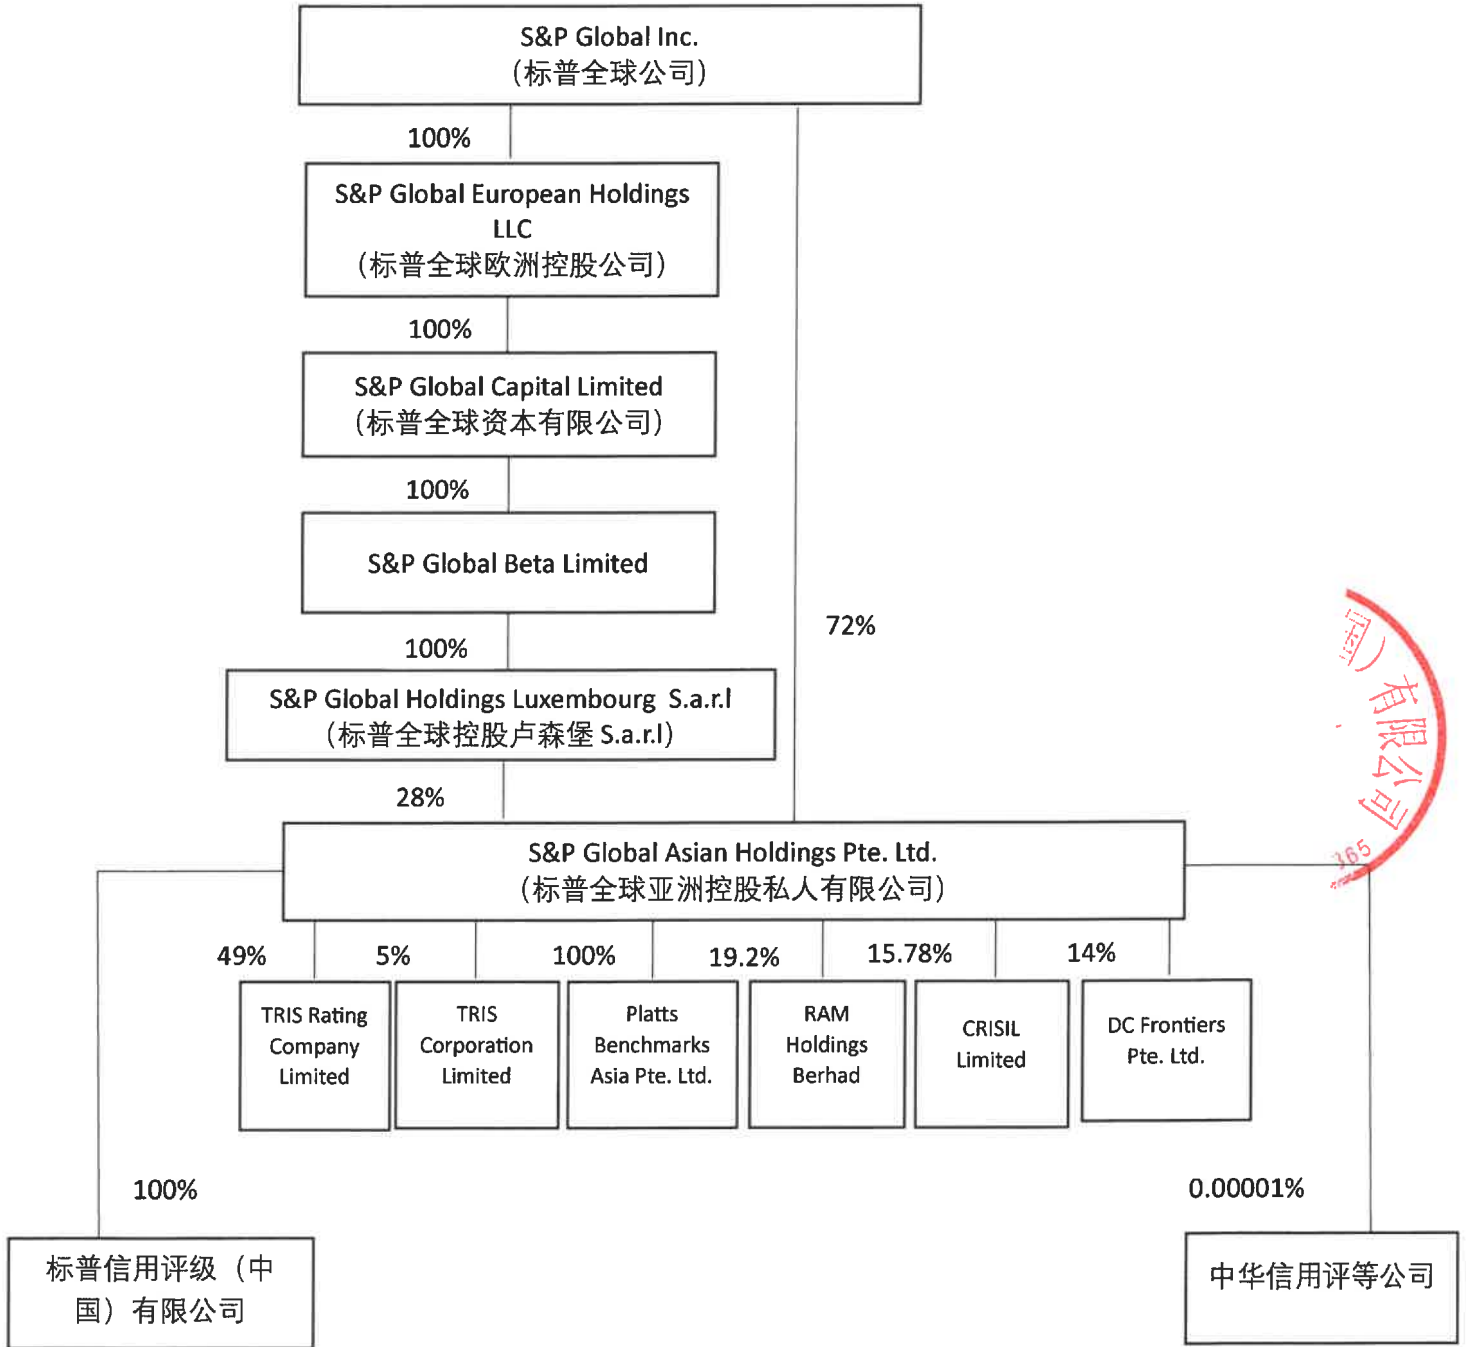 S&P Global Inc.
（标普全球公司）
100%
S&P Global European Holdings
LLC
（标普全球欧洲控股公司）
100%
S&P Global Capital Limited
（标普全球资本有限公司）
100%
S&P Global Beta Limited
72%
100%
S&P Global Holdings Luxembourg S.a.r.l
（标普全球控股卢森堡 S.a.r.l）
28%
国）有限公司
365
S&P Global Asian Holdings Pte. Ltd.
（标普全球亚洲控股私人有限公司）
49%
5%
100%
19.2%
15.78%
14%
TRIS Rating
Company
Limited
TRIS
Corporation
Limited
Platts
Benchmarks
Asia Pte. Ltd.
RAM
Holdings
Berhad
CRISIL
Limited
DC Frontiers
Pte. Ltd.
100%
0.00001%
标普信用评级（中
国）有限公司
中华信用评等公司